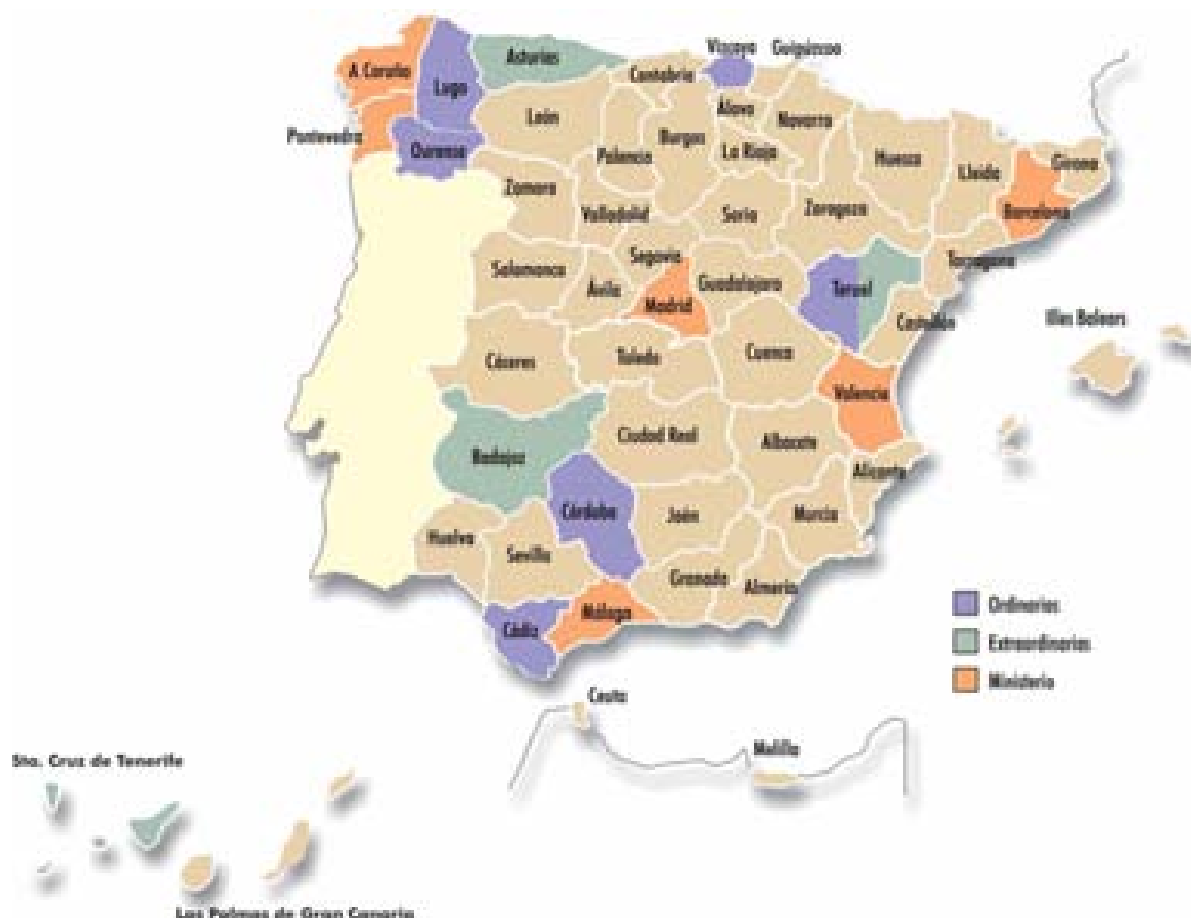 Vizcaya
Guipúzcoa
Asturias
A Coruña
Lugo
Cantabria
León
Álava
Navarra
Pontevedra
Ourense
Burgos
Palencia
La Rioja
Huesca
Lleida
Girona
Zamora
Valladolid
Soria
Zaragoza
Barcelona
Segovia
Salamanca
Ávila
Guadalajara
Tarragona
Madrid
Teruel
Castellón
Illes Balears
Cáceres
Toledo
Cuenca
Valencia
Badajoz
Ciudad Real
Albacete
Alicante
Córdoba
Jaén
Murcia
Huelva
Sevilla
Granada
Almería
Málaga
Cádiz
Ordinarias
Extraordinarias
Ministerio
Ceuta
Melilla
Sta. Cruz de Tenerife
Las Palmas de Gran Canaria